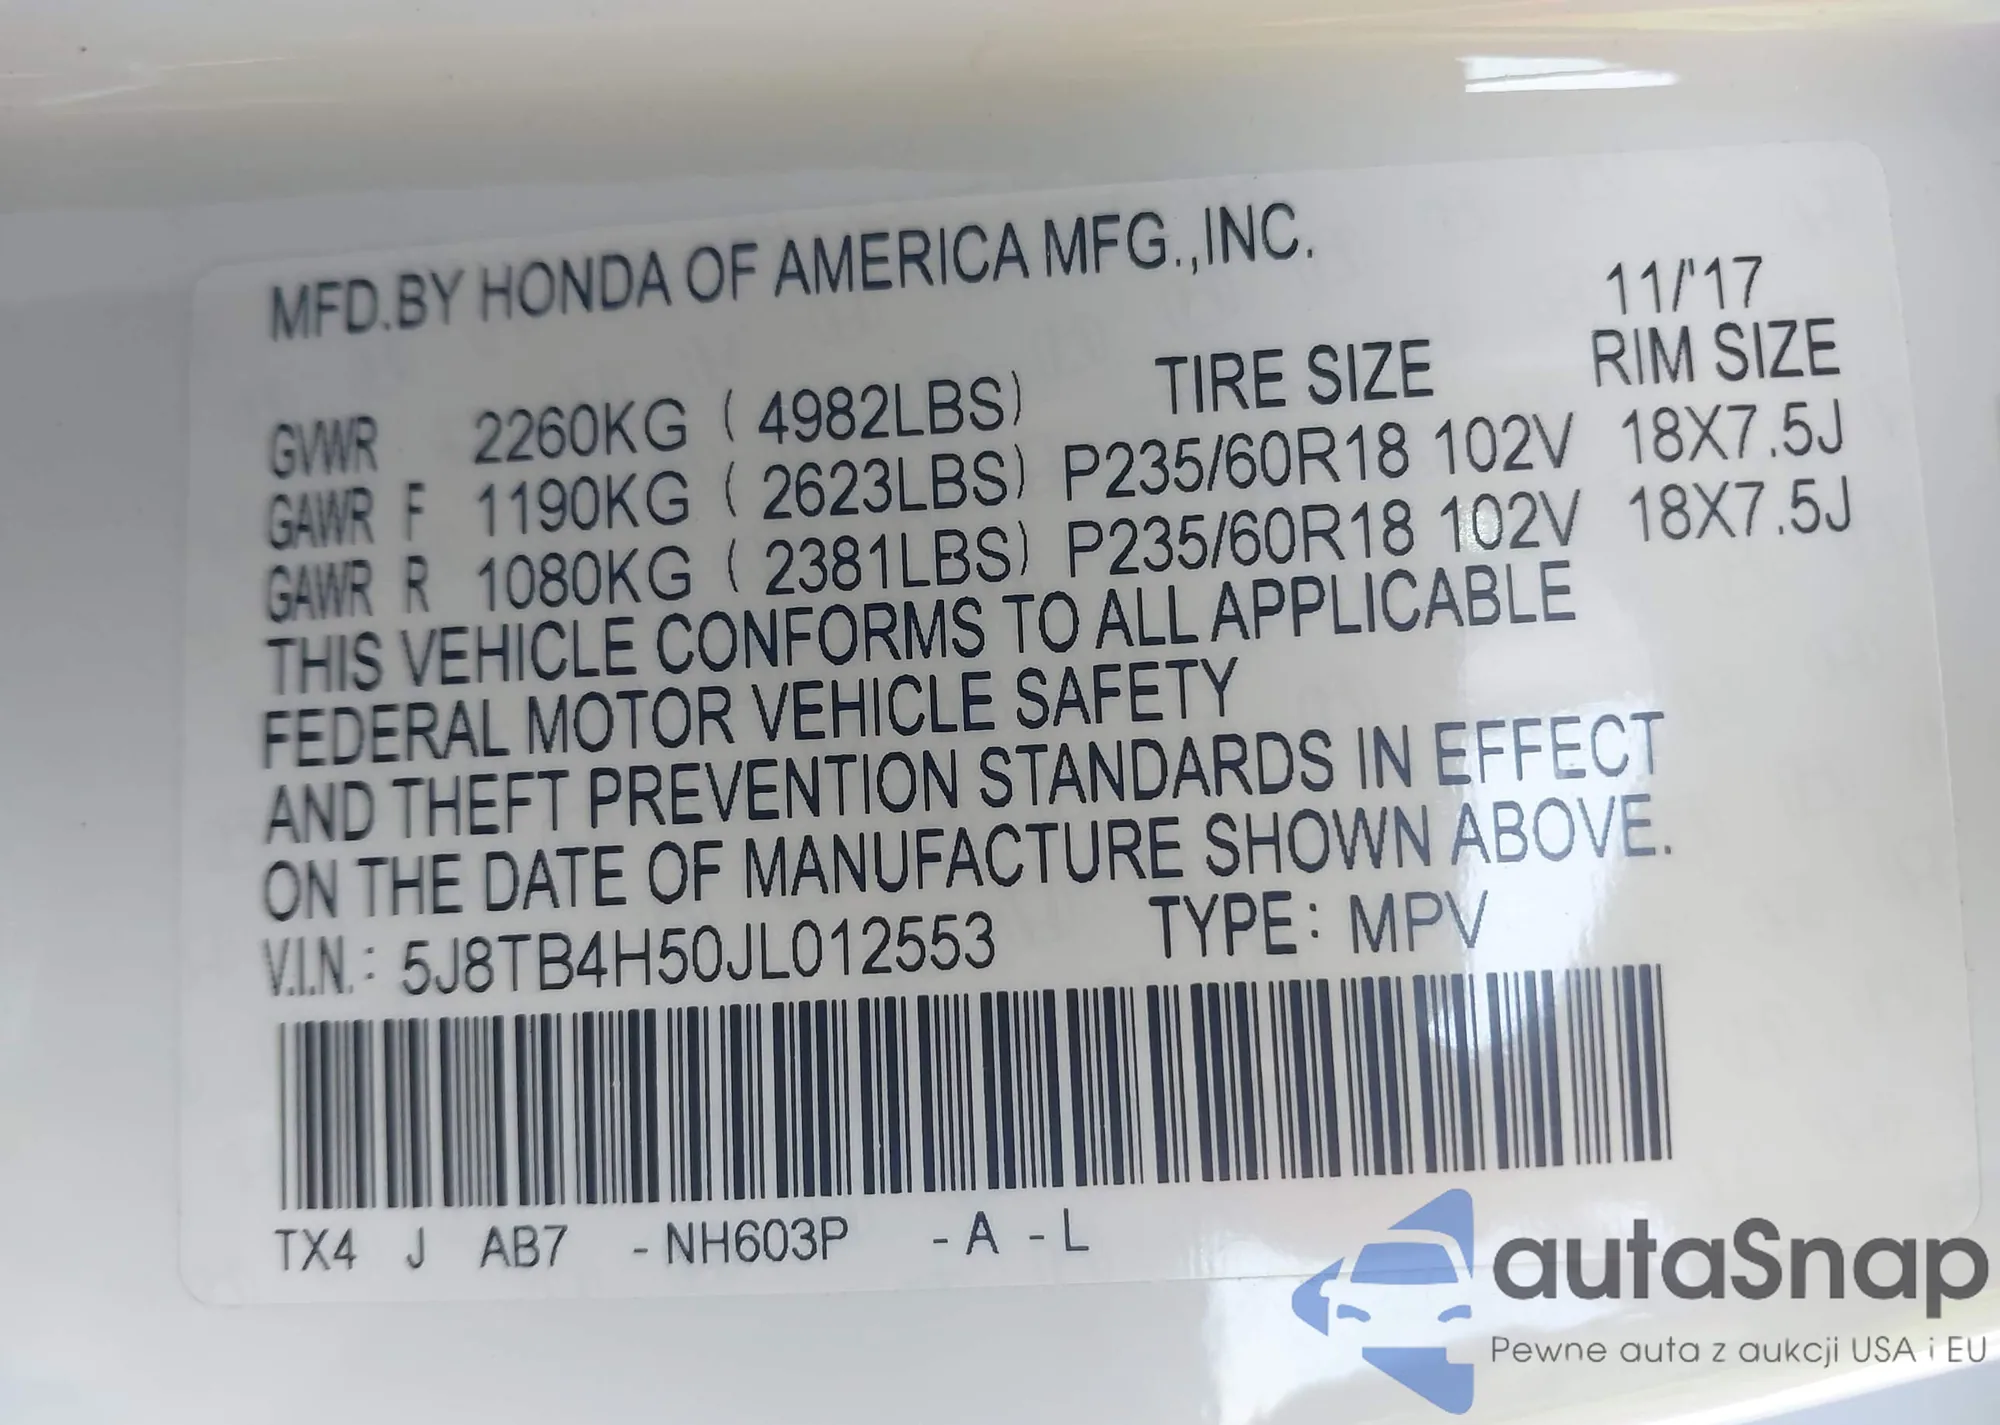 MFD.BY HONDA OF AMERICA MFG.,INC.
11/'17
TIRE SIZE RIM SIZE
GVWR 2260KG ( 4982LBS)
GAWR F 1190KG ( 2623LBS) P235/60R18 102V 18X7.5J
GAWR R 1080KG ( 2381LBS) P235/60R18 102V 18X7.5J
THIS VEHICLE CONFORMS TO ALL APPLICABLE
FEDERAL MOTOR VEHICLE SAFETY
AND THEFT PREVENTION STANDARDS IN EFFECT
ON THE DATE OF MANUFACTURE SHOWN ABOVE.
V.I.N.: 5J8TB4H50JL012553 TYPE: MPV
TX4 J AB7 -NH603P -A -L
autaSnap
Pewne auta z aukcji USA i EU